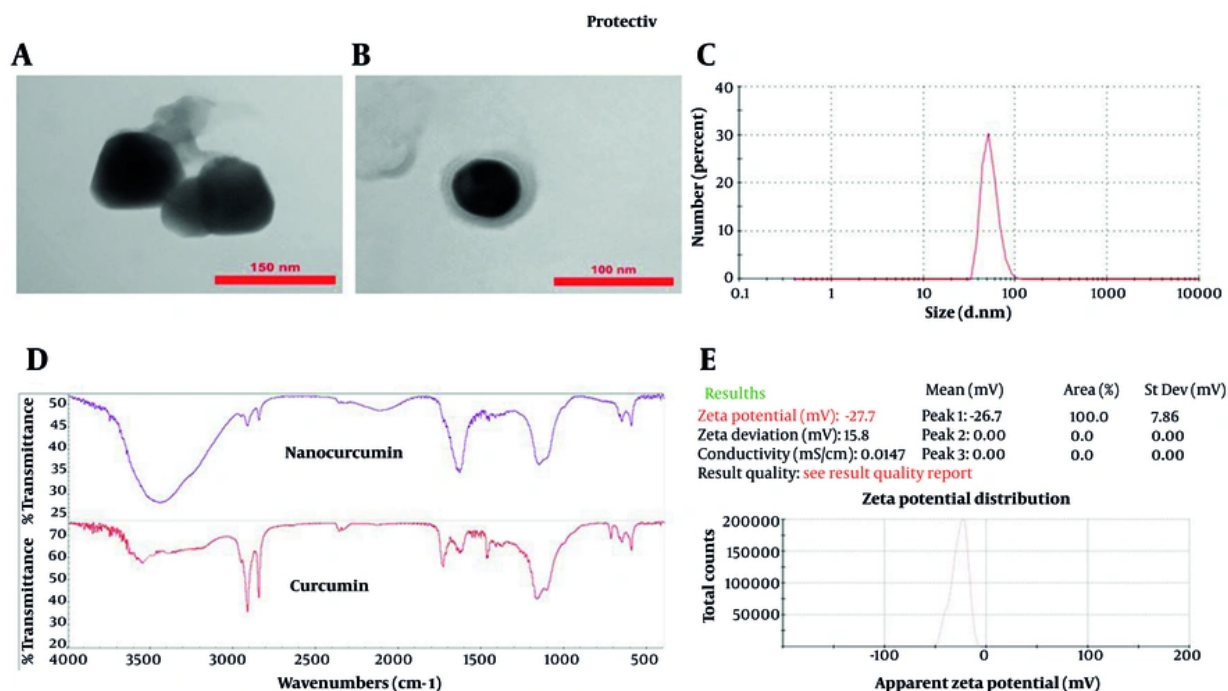 Protectiv
A
B
C
150 nm
100 nm
40
30
20
10
0
Number (percent)
0.1 1 10 100 1000 10000
Size (d.nm)
D
50
45
40
35
30
25
% Transmittance
Nanocurcumin
70
60
50
40
30
20
% Transmittance
Curcumin
4000 3500 3000 2500 2000 1500 1000 500
Wavenumbers (cm-1)
E
Resulths Mean (mV) Area (%) St Dev (mV)
Zeta potential (mV): -27.7 Peak 1: -26.7 100.0 7.86
Zeta deviation (mV): 15.8 Peak 2: 0.00 0.0 0.00
Conductivity (mS/cm): 0.0147 Peak 3: 0.00 0.0 0.00
Result quality: see result quality report
Zeta potential distribution
200000
150000
100000
50000
Total counts
-100 0 100 200
Apparent zeta potential (mV)